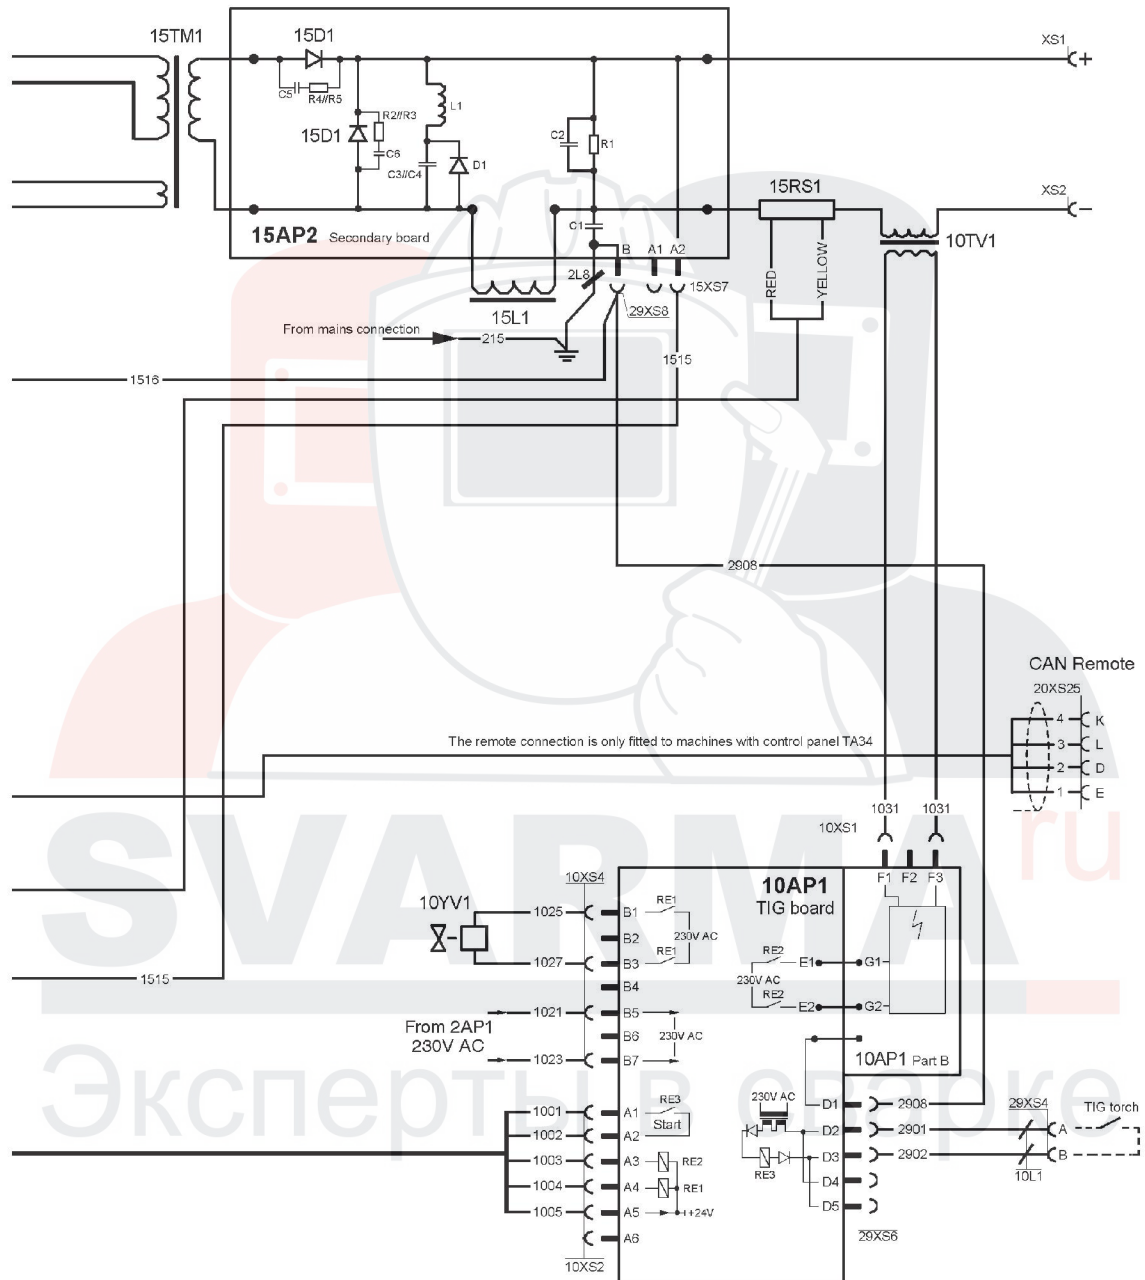 15TM1
15D1
XS1
+
C5
R4//R5
L1
R2//R3
15D1
C6
C3//C4
D1
C2
R1
15RS1
XS2
−
15AP2 Secondary board
C1
B
A1
A2
10TV1
RED
YELLOW
2L8
15XS7
29XS8
15L1
From mains connection
215
1515
1516
2908
CAN Remote
20XS25
4 K
3 L
2 D
1 E
The remote connection is only fitted to machines with control panel TA34
1031
1031
10XS1
SVARMA
ru
Эксперты в сварке
10XS4
10AP1
TIG board
F1
F2
F3
10YV1
1025
B1
RE1
230V AC
B2
1027
B3
RE1
B4
RE2
E1
G1
230V AC
RE2
E2
G2
1515
From 2AP1
230V AC
1021
B5
B6
230V AC
1023
B7
10AP1 Part B
1001
A1
RE3
Start
1002
A2
1003
A3
RE2
1004
A4
RE1
1005
A5
+24V
A6
10XS2
230V AC
RE3
D1
2908
D2
2901
D3
2902
D4
D5
29XS6
29XS4
A
B
10L1
TIG torch